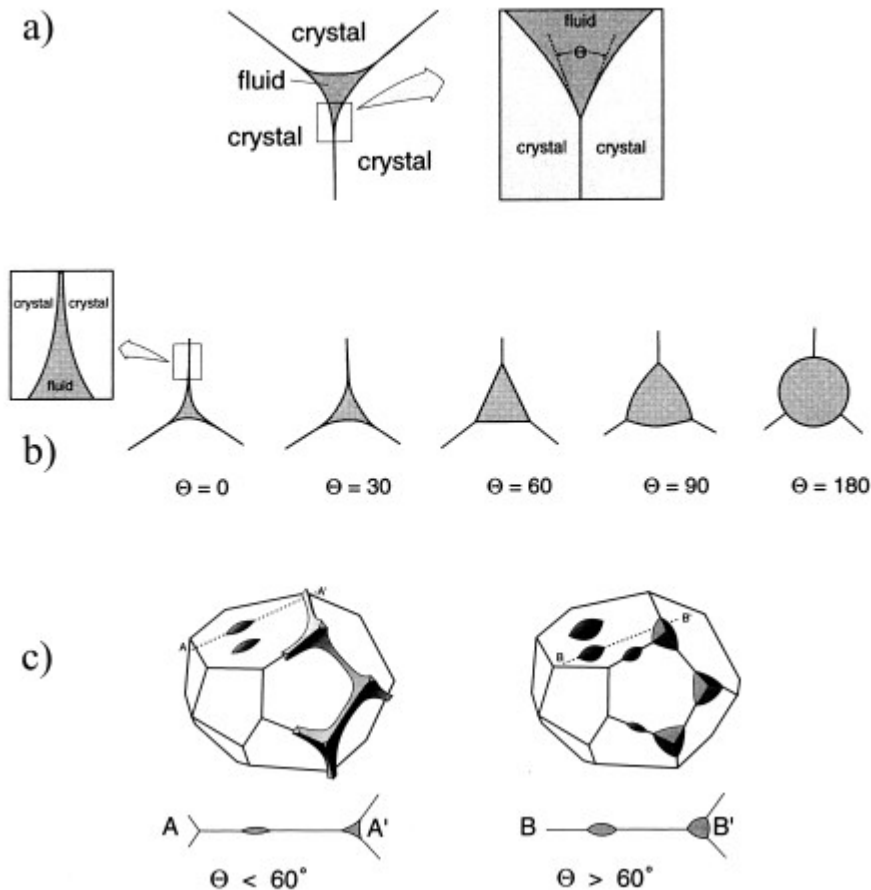 a)
crystal
fluid
crystal
crystal
fluid
Θ
crystal crystal
crystal crystal
fluid
b)
Θ = 0 Θ = 30 Θ = 60 Θ = 90 Θ = 180
c)
A A'
B B'
A A'
B B'
Θ < 60°
Θ > 60°